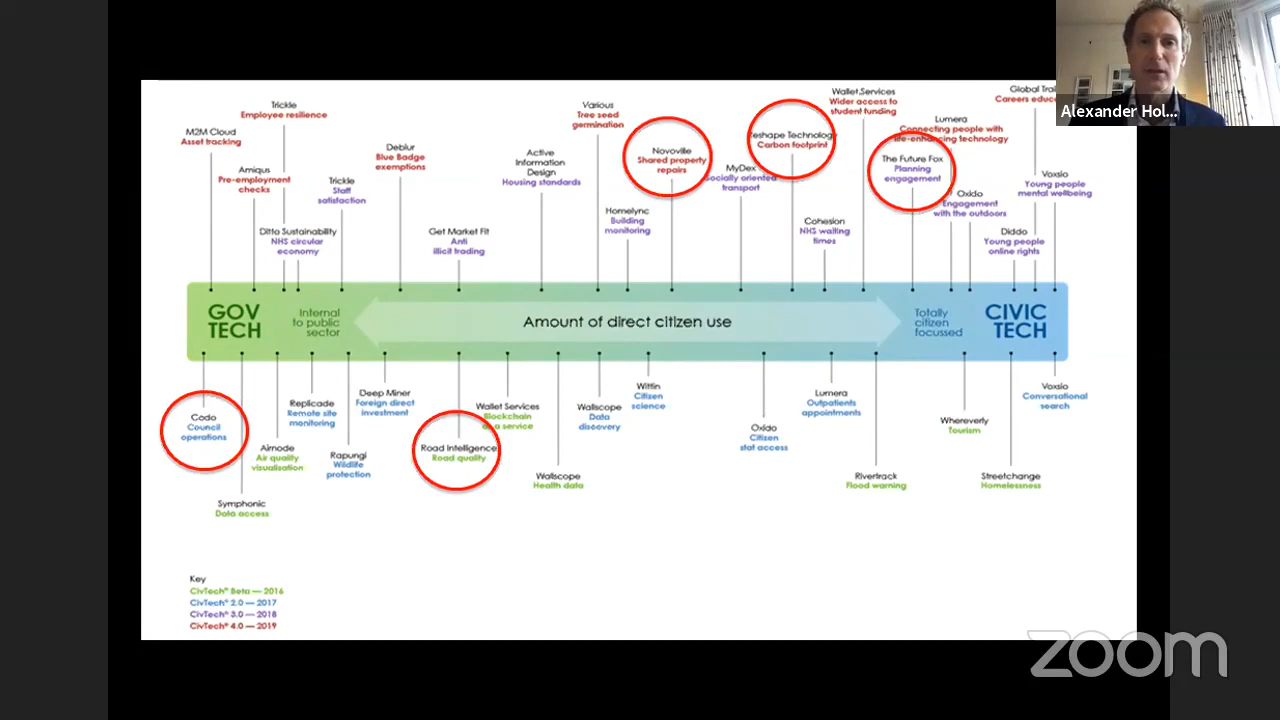 Alexander Hol...
Trickle
Employee resilience
M2M Cloud
Asset tracking
Amiqus
Pre-employment
checks
Trickle
Staff
satisfaction
Ditto Sustainability
NHS circular
economy
Deblur
Blue Badge
exemptions
Get Market Fit
Anti
illicit trading
Active
Information
Design
Housing standards
Various
Tree seed
germination
Homelync
Building
monitoring
Novoville
Shared property
repairs
MyDex
Socially oriented
transport
Reshape Technology
Carbon footprint
Cohesion
NHS waiting
times
Wallet.Services
Wider access to
student funding
The Future Fox
Planning
engagement
Lumera
Connecting people with
life-enhancing technology
Oxido
Engagement
with the outdoors
Global Trai
Careers educa
Diddo
Young people
online rights
Voxsio
Young people
mental wellbeing
GOV
TECH
Internal
to public
sector
Amount of direct citizen use
Totally
citizen
focussed
CIVIC
TECH
Codo
Council
operations
Symphonic
Data access
Airnode
Air quality
visualisation
Replicade
Remote site
monitoring
Rapungi
Wildlife
protection
Deep Miner
Foreign direct
investment
Road Intelligence
Road quality
Wallet Services
Blockchain
as a service
Wallscope
Health data
Wallscope
Data
discovery
Wittin
Citizen
science
Oxido
Citizen
stat access
Lumera
Outpatients
appointments
Rivertrack
Flood warning
Whereverly
Tourism
Streetchange
Homelessness
Voxsio
Conversational
search
Key
CivTech® Beta — 2016
CivTech® 2.0 — 2017
CivTech® 3.0 — 2018
CivTech® 4.0 — 2019
zoom